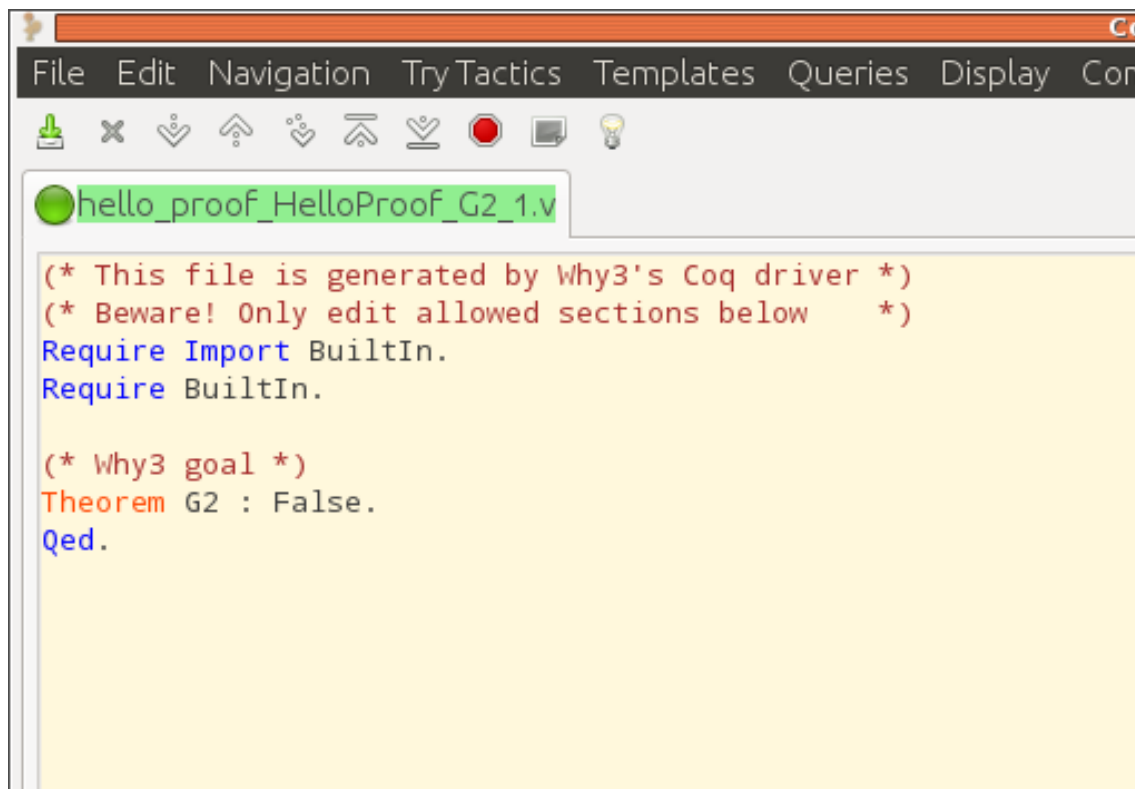 File Edit Navigation Try Tactics Templates Queries Display
hello_proof_HelloProof_G2_1.v
(* This file is generated by Why3's Coq driver *)
(* Beware! Only edit allowed sections below    *)
Require Import BuiltIn.
Require BuiltIn.
(* Why3 goal *)
Theorem G2 : False.
Qed.